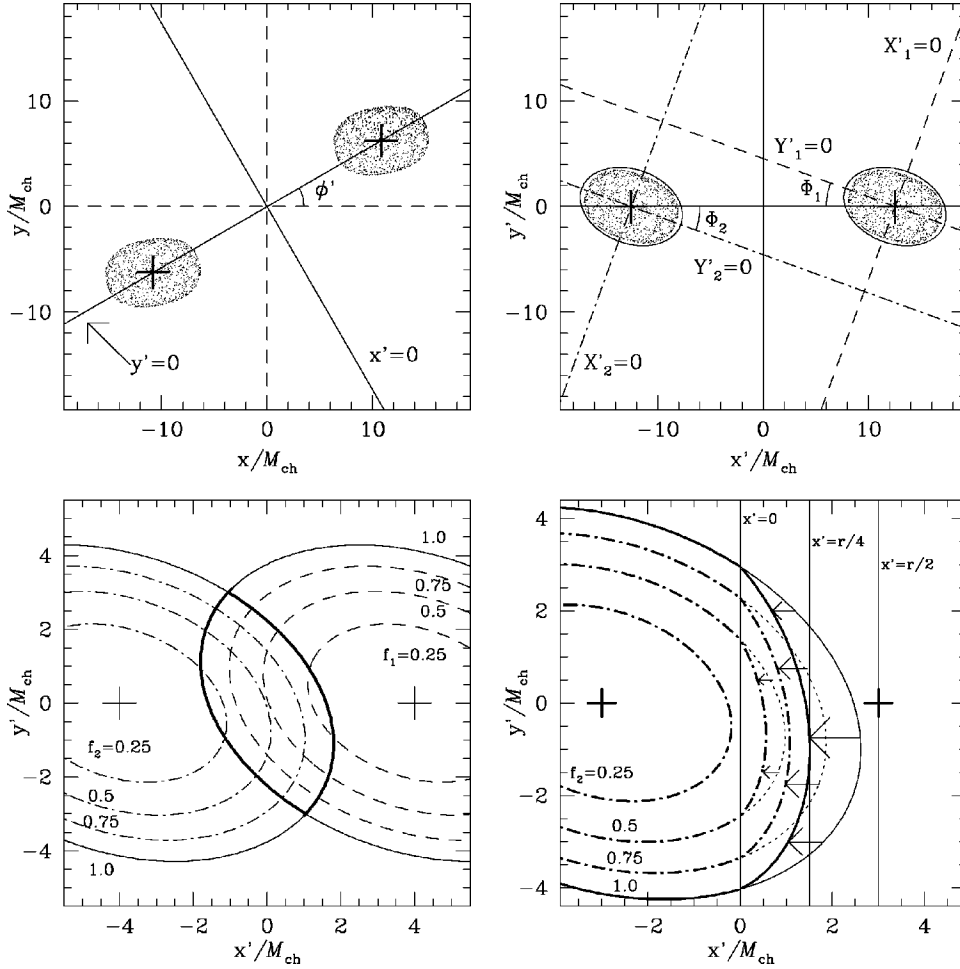 10
0
−10
y/M_ch
ϕ'
y'=0
x'=0
−10
0
10
x/M_ch
10
0
−10
y'/M_ch
X'_1=0
Y'_1=0
Φ_1
Φ_2
Y'_2=0
X'_2=0
−10
0
10
x'/M_ch
4
2
0
−2
−4
y'/M_ch
1.0
0.75
0.5
f_1=0.25
f_2=0.25
0.5
0.75
1.0
−4
−2
0
2
4
x'/M_ch
4
2
0
−2
−4
y'/M_ch
x'=0
x'=r/4
x'=r/2
f_2=0.25
0.5
0.75
1.0
−2
0
2
4
x'/M_ch